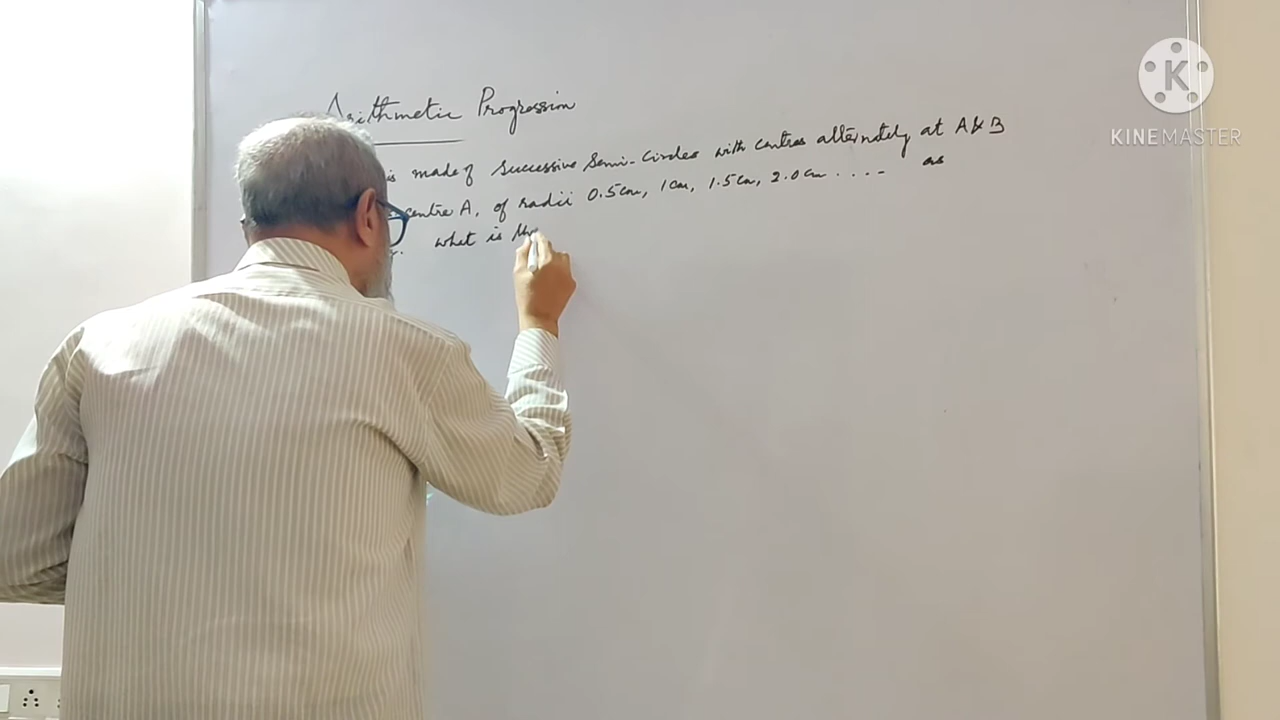 Arithmetic Progression
is made of Successive Semi-Circles with centres alternately at A & B
centre A, of radii 0.5cm, 1cm, 1.5cm, 2.0cm .... as
what is the
K
KINEMASTER